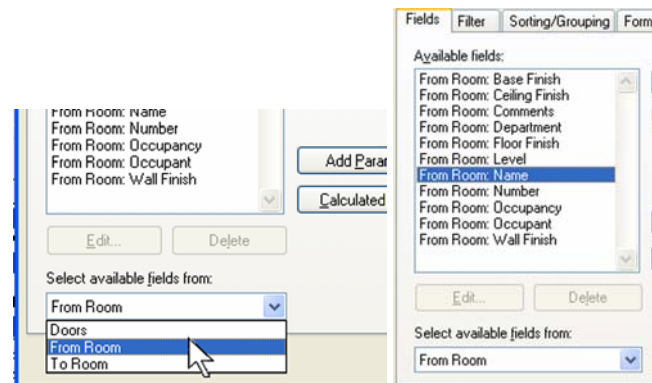 From Room: Name
From Room: Number
From Room: Occupancy
From Room: Occupant
From Room: Wall Finish
Add Para
Calculated
Edit...
Delete
Select available fields from:
From Room
Doors
From Room
To Room
Fields
Filter
Sorting/Grouping
Form
Available fields:
From Room: Base Finish
From Room: Ceiling Finish
From Room: Comments
From Room: Department
From Room: Floor Finish
From Room: Level
From Room: Name
From Room: Number
From Room: Occupancy
From Room: Occupant
From Room: Wall Finish
Edit...
Delete
Select available fields from:
From Room